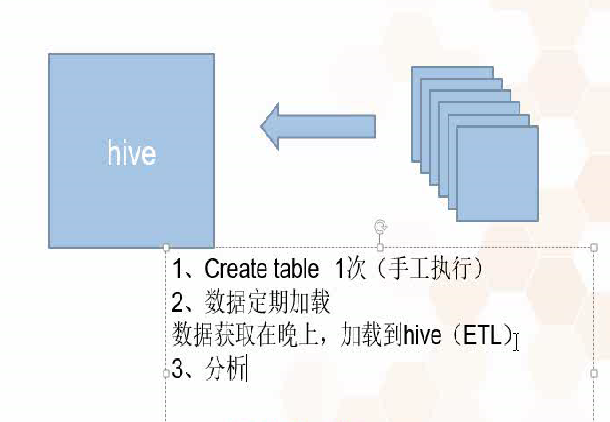 hive
1、Create table 1次（手工执行）
2、数据定期加载
数据获取在晚上，加载到hive（ETL）
3、分析